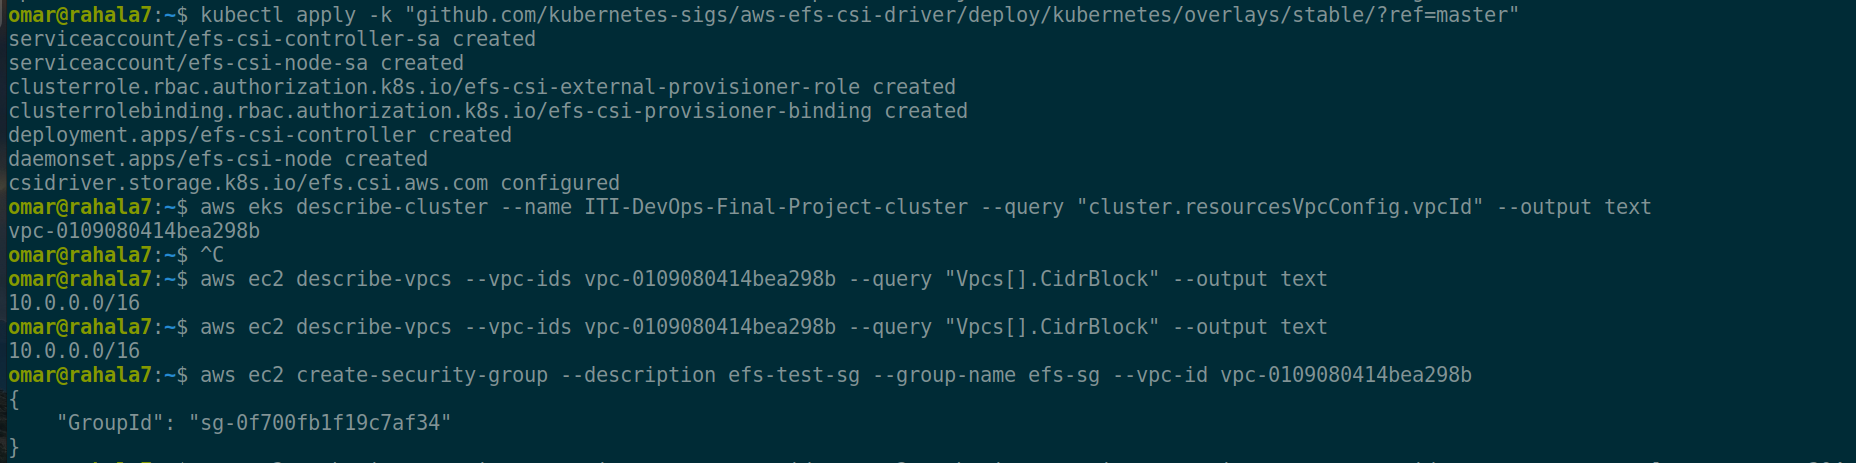 omar@rahala7:~$ kubectl apply -k "github.com/kubernetes-sigs/aws-efs-csi-driver/deploy/kubernetes/overlays/stable/?ref=master"
serviceaccount/efs-csi-controller-sa created
serviceaccount/efs-csi-node-sa created
clusterrole.rbac.authorization.k8s.io/efs-csi-external-provisioner-role created
clusterrolebinding.rbac.authorization.k8s.io/efs-csi-provisioner-binding created
deployment.apps/efs-csi-controller created
daemonset.apps/efs-csi-node created
csidriver.storage.k8s.io/efs.csi.aws.com configured
omar@rahala7:~$ aws eks describe-cluster --name ITI-DevOps-Final-Project-cluster --query "cluster.resourcesVpcConfig.vpcId" --output text
vpc-0109080414bea298b
omar@rahala7:~$ ^C
omar@rahala7:~$ aws ec2 describe-vpcs --vpc-ids vpc-0109080414bea298b --query "Vpcs[].CidrBlock" --output text
10.0.0.0/16
omar@rahala7:~$ aws ec2 describe-vpcs --vpc-ids vpc-0109080414bea298b --query "Vpcs[].CidrBlock" --output text
10.0.0.0/16
omar@rahala7:~$ aws ec2 create-security-group --description efs-test-sg --group-name efs-sg --vpc-id vpc-0109080414bea298b
{
    "GroupId": "sg-0f700fb1f19c7af34"
}